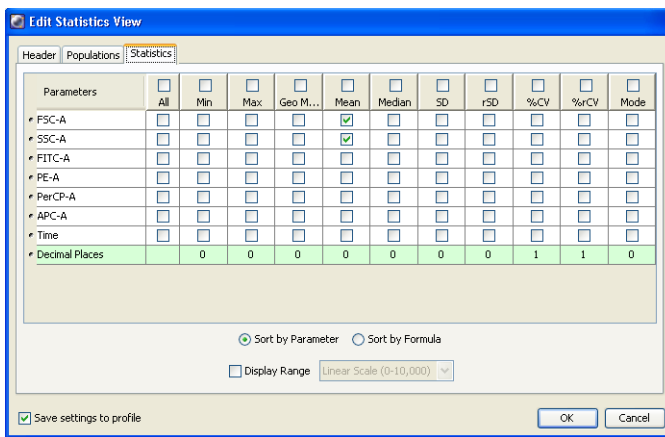 Edit Statistics View
Header Populations Statistics
Parameters All Min Max Geo M... Mean Median SD rSD %CV %rCV Mode
FSC-A
SSC-A
FITC-A
PE-A
PerCP-A
APC-A
Time
Decimal Places 0 0 0 0 0 0 0 1 1 0
Sort by Parameter Sort by Formula
Display Range Linear Scale (0-10,000)
Save settings to profile OK Cancel